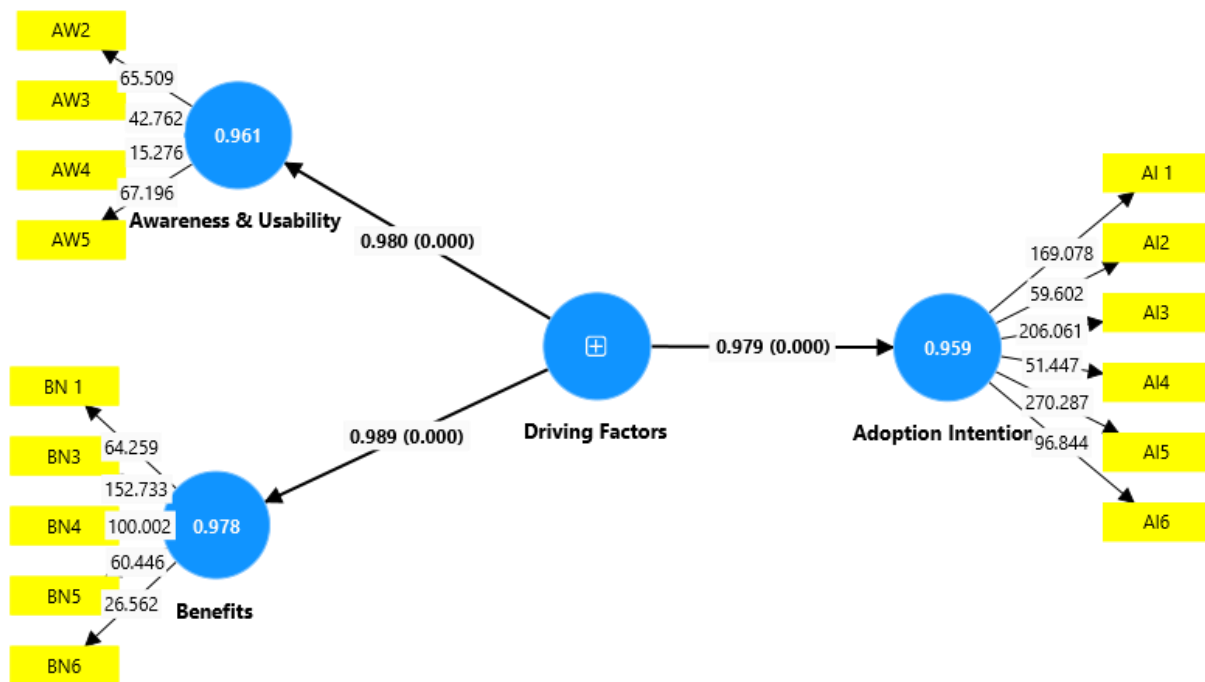 AW2
AW3
AW4
AW5
65.509
42.762
15.276
67.196
0.961
Awareness & Usability
0.980 (0.000)
BN 1
BN3
BN4
BN5
BN6
64.259
152.733
100.002
60.446
26.562
0.978
Benefits
0.989 (0.000)
Driving Factors
0.979 (0.000)
0.959
Adoption Intention
169.078
59.602
206.061
51.447
270.287
96.844
AI 1
AI2
AI3
AI4
AI5
AI6